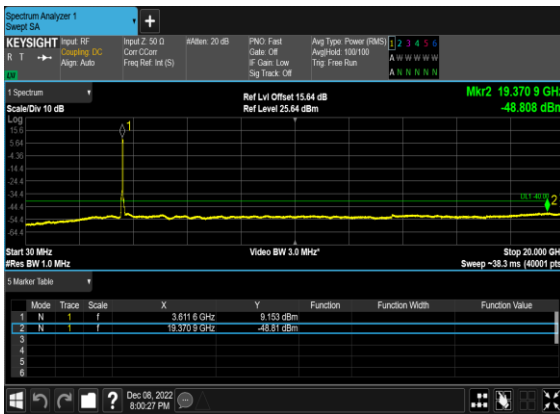 Spectrum Analyzer 1
Swept SA
KEYSIGHT Input: RF Input Z: 50 Ω #Atten: 20 dB PNO: Fast Avg Type: Power (RMS) 1 2 3 4 5 6
R T Coupling: DC Corr CCorr Gate: Off Avg|Hold: 100/100 A W W W W W
Align: Auto Freq Ref: Int (S) IF Gain: Low Trig: Free Run
Sig Track: Off A N N N N N
1 Spectrum Ref Lvl Offset 15.64 dB Mkr2 19.370 9 GHz
Scale/Div 10 dB Ref Level 25.64 dBm -48.808 dBm
Log
15.6
5.64
-4.36
-14.4
-24.4
-34.4
-44.4
-54.4
1
2
Start 30 MHz Video BW 3.0 MHz* Stop 20.000 GHz
#Res BW 1.0 MHz Sweep ~38.3 ms (40001 pts)
5 Marker Table
Mode Trace Scale X Y Function Function Width Function Value
1 N 1 f 3.611 6 GHz 9.153 dBm
2 N 1 f 19.370 9 GHz -48.81 dBm
3
4
5
6
Dec 08, 2022
8:00:27 PM